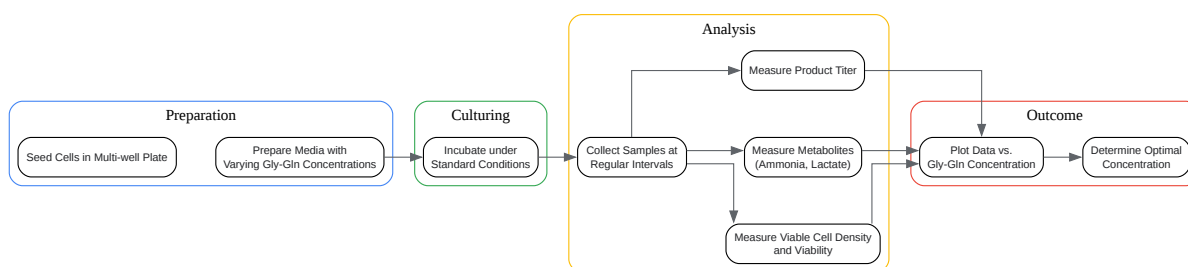 Preparation
Seed Cells in Multi-well Plate
Prepare Media with
Varying Gly-Gln Concentrations
Culturing
Incubate under
Standard Conditions
Analysis
Collect Samples at
Regular Intervals
Measure Product Titer
Measure Metabolites
(Ammonia, Lactate)
Measure Viable Cell Density
and Viability
Outcome
Plot Data vs.
Gly-Gln Concentration
Determine Optimal
Concentration